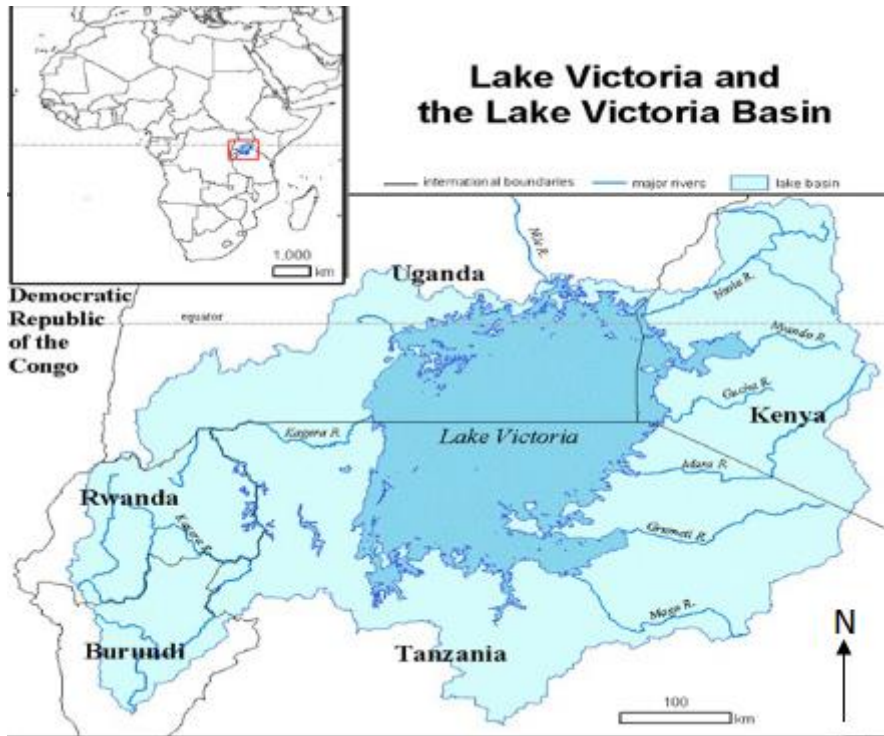 Lake Victoria and
the Lake Victoria Basin
international boundaries
major rivers
lake basin
1,000
km
Nile R.
Uganda
Nzoia R.
Democratic
Republic
of the
Congo
equator
Nyando R.
Gucha R.
Kenya
Kagera R.
Lake Victoria
Mara R.
Rwanda
Grumeti R.
Burundi
Tanzania
N
100
km